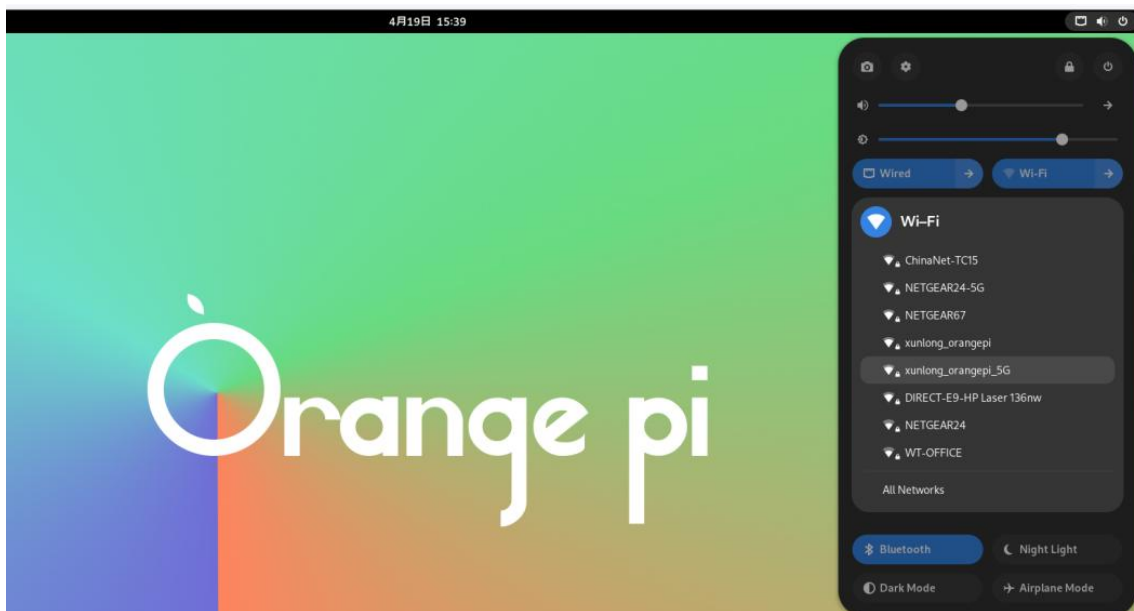 4月19日 15:39
Wired
Wi-Fi
Wi–Fi
ChinaNet-TC15
NETGEAR24-5G
NETGEAR67
xunlong_orangepi
xunlong_orangepi_5G
DIRECT-E9-HP Laser 136nw
NETGEAR24
WT-OFFICE
All Networks
Orange pi
Bluetooth
Night Light
Dark Mode
Airplane Mode